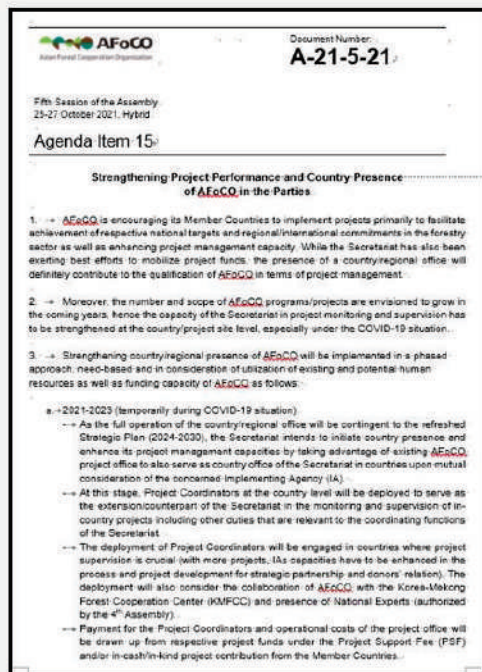 AFoCO
Asian Forest Cooperation Organization
Document Number:
A-21-5-21
Fifth Session of the Assembly
25-27 October 2021, Hybrid
Agenda Item 15
Strengthening Project Performance and Country Presence
of AFoCO in the Parties
1. → AFoCO is encouraging its Member Countries to implement projects primarily to facilitate
achievement of respective national targets and regional/international commitments in the forestry
sector as well as enhancing project management capacity. While the Secretariat has also been
exerting best efforts to mobilize project funds, the presence of a country/regional office will
definitely contribute to the qualification of AFoCO in terms of project management.
2. → Moreover, the number and scope of AFoCO programs/projects are envisioned to grow in
the coming years, hence the capacity of the Secretariat in project monitoring and supervision has
to be strengthened at the country/project site level, especially under the COVID-19 situation.
3. → Strengthening country/regional presence of AFoCO will be implemented in a phased
approach, need-based and in consideration of utilization of existing and potential human
resources as well as funding capacity of AFoCO as follows:
a.→2021-2023 (temporarily during COVID-19 situation)
→ As the full operation of the country/regional office will be contingent to the refreshed
Strategic Plan (2024-2030), the Secretariat intends to initiate country presence and
enhance its project management capacities by taking advantage of existing AFoCO
project office to also serve as country office of the Secretariat in countries upon mutual
consideration of the concerned Implementing Agency (IA).
→ At this stage, Project Coordinators at the country level will be deployed to serve as
the extension/counterpart of the Secretariat in the monitoring and supervision of in-
country projects including other duties that are relevant to the coordinating functions
of the Secretariat.
→ The deployment of Project Coordinators will be engaged in countries where project
supervision is crucial (with more projects, IAs capacities have to be enhanced in the
process and project development for strategic partnership and donors' relation). The
deployment will also consider the collaboration of AFoCO with the Korea-Mekong
Forest Cooperation Center (KMFCC) and presence of National Experts (authorized
by the 4th Assembly).
→ Payment for the Project Coordinators and operational costs of the project office will
be drawn up from respective project funds under the Project Support Fee (PSF)
and/or in-cash/in-kind project contribution from the Member Countries.